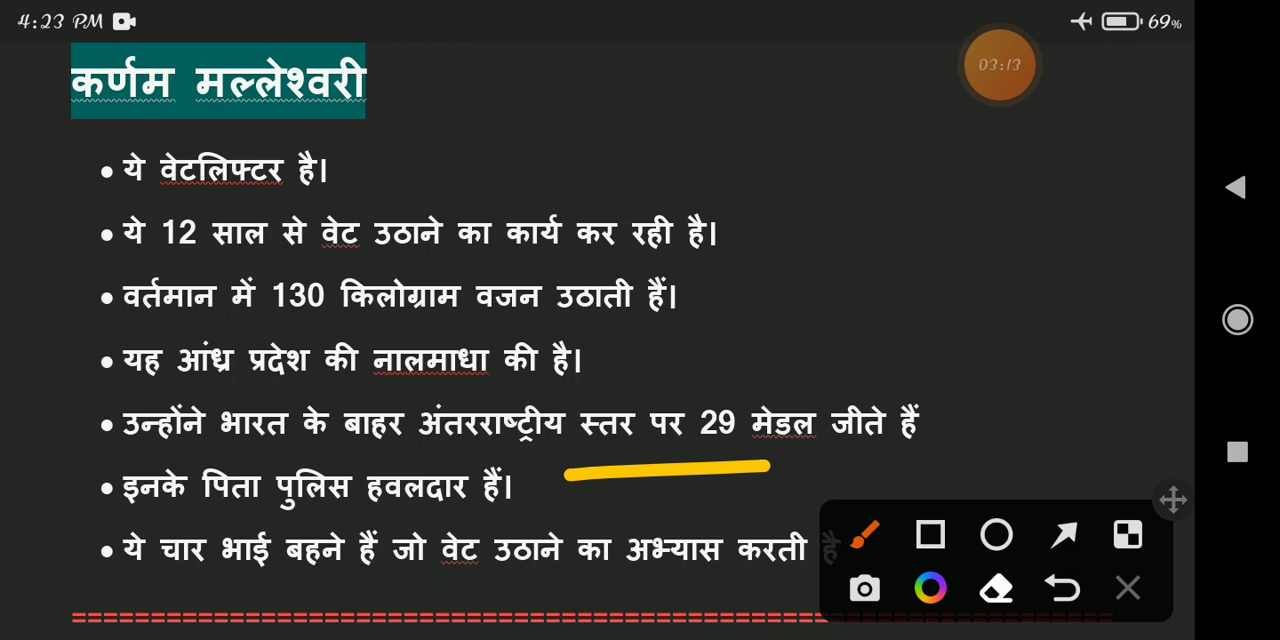 4:23 PM
69%
कर्णम मल्लेश्वरी
03:13
• ये वेटलिफ्टर है।
• ये 12 साल से वेट उठाने का कार्य कर रही है।
• वर्तमान में 130 किलोग्राम वजन उठाती हैं।
• यह आंध्र प्रदेश की नालमाधा की है।
• उन्होंने भारत के बाहर अंतरराष्ट्रीय स्तर पर 29 मेडल जीते हैं
• इनके पिता पुलिस हवलदार हैं।
• ये चार भाई बहने हैं जो वेट उठाने का अभ्यास करती है